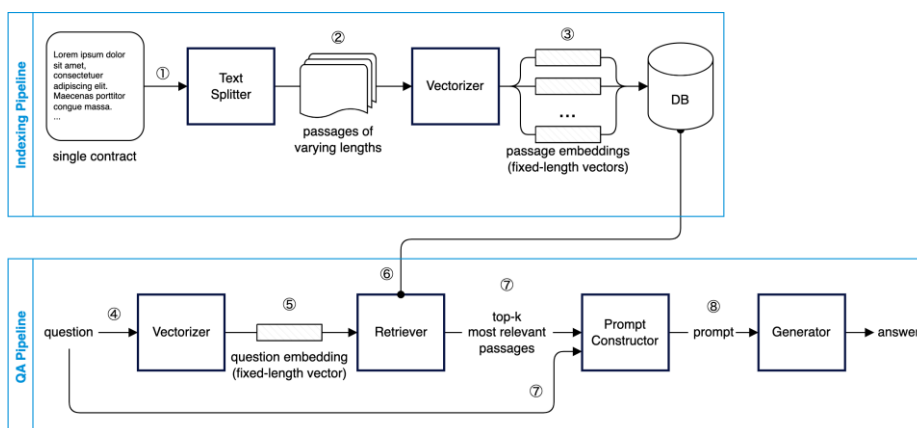 Indexing Pipeline
Lorem ipsum dolor
sit amet,
consectetuer
adipiscing elit.
Maecenas porttitor
congue massa.
...
single contract
①
Text
Splitter
②
passages of
varying lengths
Vectorizer
③
...
passage embeddings
(fixed-length vectors)
DB
QA Pipeline
question
④
Vectorizer
⑤
question embedding
(fixed-length vector)
⑥
Retriever
⑦
top-k
most relevant
passages
⑦
Prompt
Constructor
⑧
prompt
Generator
answer